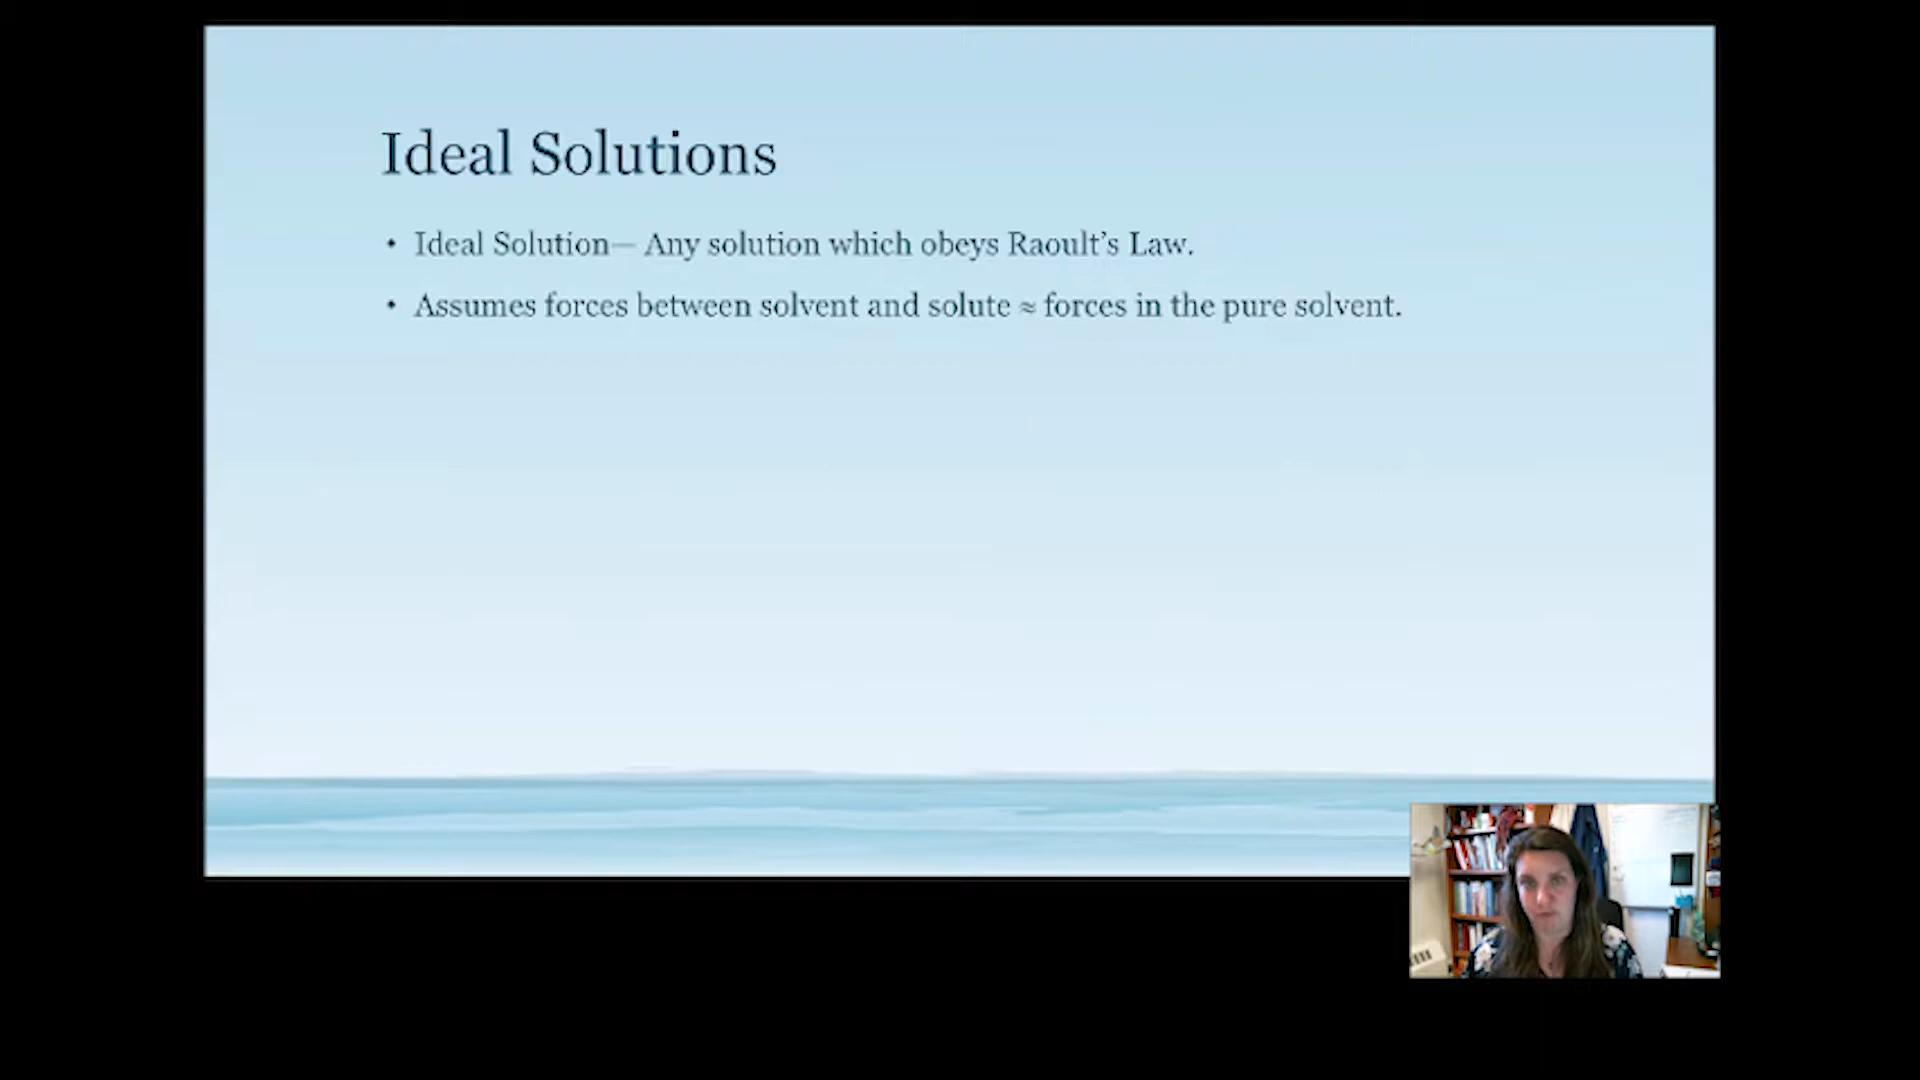 Ideal Solutions
• Ideal Solution— Any solution which obeys Raoult’s Law.
• Assumes forces between solvent and solute ≈ forces in the pure solvent.